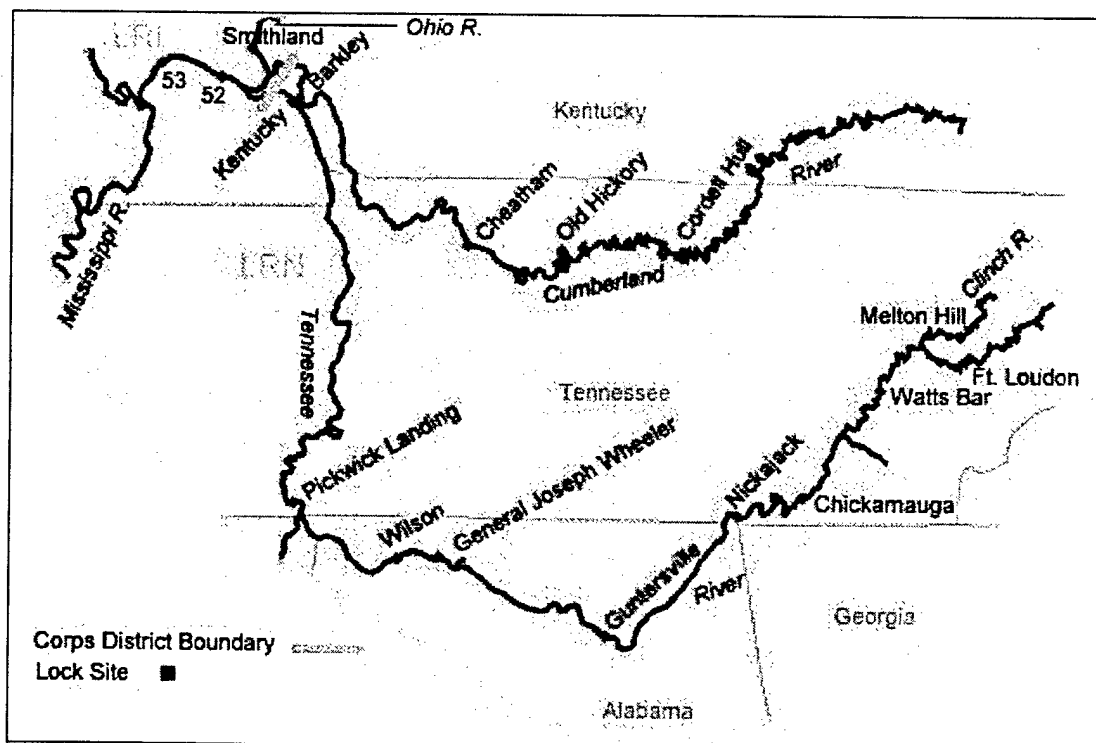 Ohio R.
Smithland
LRL
53
52
Barkley
Kentucky
Kentucky
Mississippi R.
Cheatham
Old Hickory
Cordell Hull
River
Cumberland
LRN
Tennessee
Clinch R.
Melton Hill
Ft. Loudon
Watts Bar
Tennessee
Pickwick Landing
Nickajack
Chickamauga
Wilson
General Joseph Wheeler
Guntersville
River
Georgia
Corps District Boundary
Lock Site
Alabama